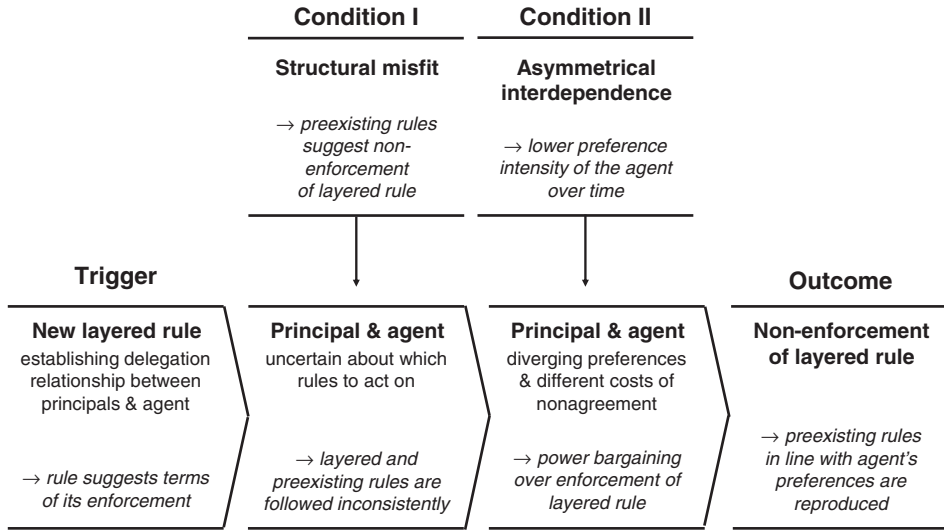 Condition I
Structural misfit
→ preexisting rules
suggest non-
enforcement
of layered rule
Condition II
Asymmetrical
interdependence
→ lower preference
intensity of the agent
over time
Trigger
New layered rule
establishing delegation
relationship between
principals & agent
→ rule suggests terms
of its enforcement
Principal & agent
uncertain about which
rules to act on
→ layered and
preexisting rules are
followed inconsistently
Principal & agent
diverging preferences
& different costs of
nonagreement
→ power bargaining
over enforcement of
layered rule
Outcome
Non-enforcement
of layered rule
→ preexisting rules
in line with agent's
preferences are
reproduced